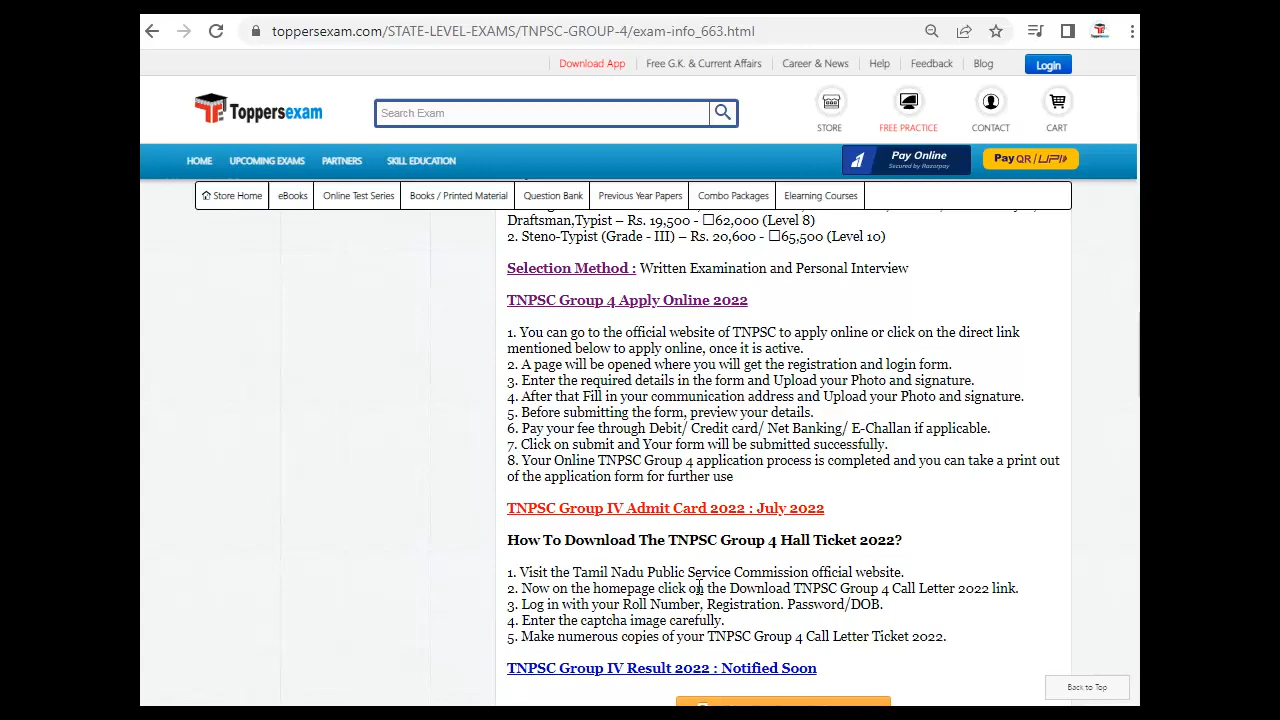 toppersexam.com/STATE-LEVEL-EXAMS/TNPSC-GROUP-4/exam-info_663.html
Download App Free G.K. & Current Affairs Career & News Help Feedback Blog Login
Toppersexam
Search Exam
STORE FREE PRACTICE CONTACT CART
HOME UPCOMING EXAMS PARTNERS SKILL EDUCATION
Pay Online
Secured by Razorpay
Pay QR / UPI
Store Home eBooks Online Test Series Books / Printed Material Question Bank Previous Year Papers Combo Packages Elearning Courses
Draftsman,Typist – Rs. 19,500 - □62,000 (Level 8)
2. Steno-Typist (Grade - III) – Rs. 20,600 - □65,500 (Level 10)
Selection Method : Written Examination and Personal Interview
TNPSC Group 4 Apply Online 2022
1. You can go to the official website of TNPSC to apply online or click on the direct link
mentioned below to apply online, once it is active.
2. A page will be opened where you will get the registration and login form.
3. Enter the required details in the form and Upload your Photo and signature.
4. After that Fill in your communication address and Upload your Photo and signature.
5. Before submitting the form, preview your details.
6. Pay your fee through Debit/ Credit card/ Net Banking/ E-Challan if applicable.
7. Click on submit and Your form will be submitted successfully.
8. Your Online TNPSC Group 4 application process is completed and you can take a print out
of the application form for further use
TNPSC Group IV Admit Card 2022 : July 2022
How To Download The TNPSC Group 4 Hall Ticket 2022?
1. Visit the Tamil Nadu Public Service Commission official website.
2. Now on the homepage click on the Download TNPSC Group 4 Call Letter 2022 link.
3. Log in with your Roll Number, Registration. Password/DOB.
4. Enter the captcha image carefully.
5. Make numerous copies of your TNPSC Group 4 Call Letter Ticket 2022.
TNPSC Group IV Result 2022 : Notified Soon
Back to Top